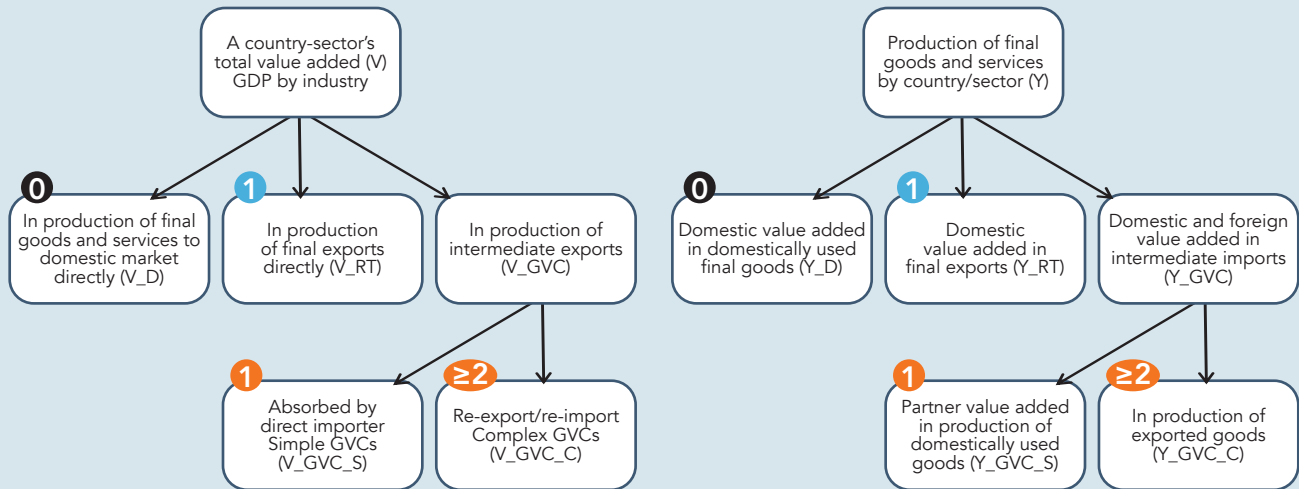 A country-sector's
total value added (V)
GDP by industry
Production of final
goods and services
by country/sector (Y)
0
In production of final
goods and services to
domestic market
directly (V_D)
1
In production
of final exports
directly (V_RT)
In production of
intermediate exports
(V_GVC)
0
Domestic value added
in domestically used
final goods (Y_D)
1
Domestic
value added in
final exports (Y_RT)
Domestic and foreign
value added in
intermediate imports
(Y_GVC)
1
Absorbed by
direct importer
Simple GVCs
(V_GVC_S)
≥2
Re-export/re-import
Complex GVCs
(V_GVC_C)
1
Partner value added
in production of
domestically used
goods (Y_GVC_S)
≥2
In production of
exported goods
(Y_GVC_C)